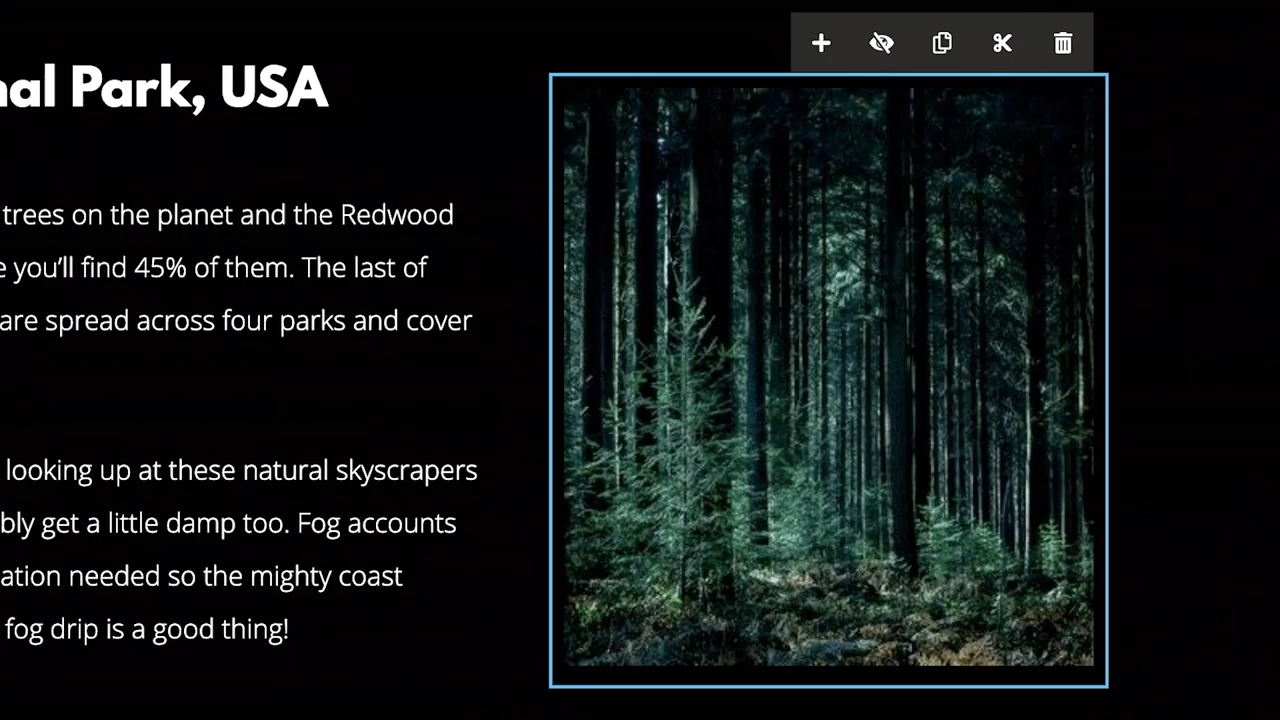 nal Park, USA
trees on the planet and the Redwood
e you’ll find 45% of them. The last of
are spread across four parks and cover
looking up at these natural skyscrapers
bly get a little damp too. Fog accounts
ation needed so the mighty coast
fog drip is a good thing!